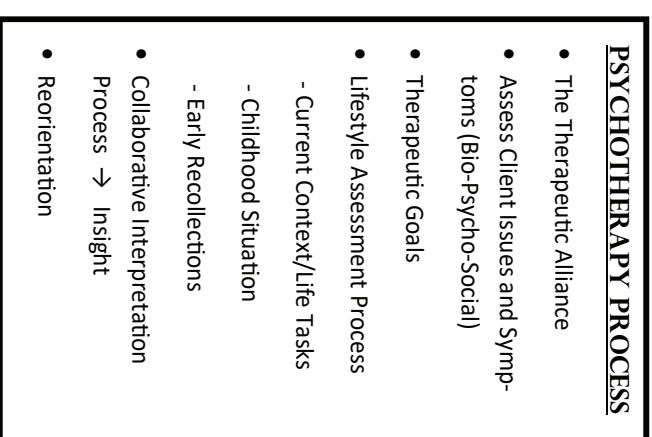 PSYCHOTHERAPY PROCESS
• The Therapeutic Alliance
• Assess Client Issues and Symp-
toms (Bio-Psycho-Social)
• Therapeutic Goals
• Lifestyle Assessment Process
- Current Context/Life Tasks
- Childhood Situation
- Early Recollections
• Collaborative Interpretation
Process → Insight
• Reorientation